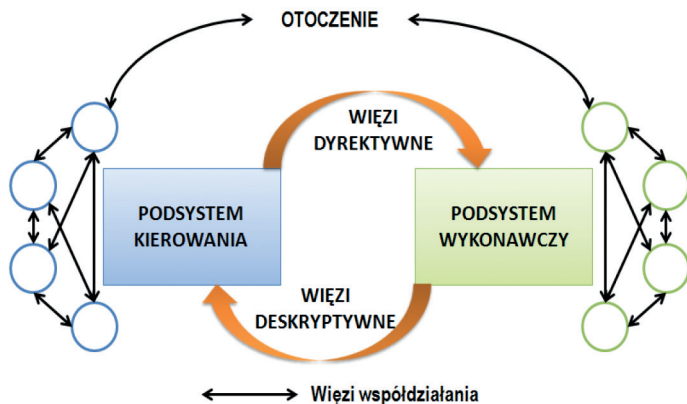 OTOCZENIE
WIĘZI
DYREKTYWNE
PODSYSTEM
KIEROWANIA
PODSYSTEM
WYKONAWCZY
WIĘZI
DESKRYPTYWNE
Więzi współdziałania